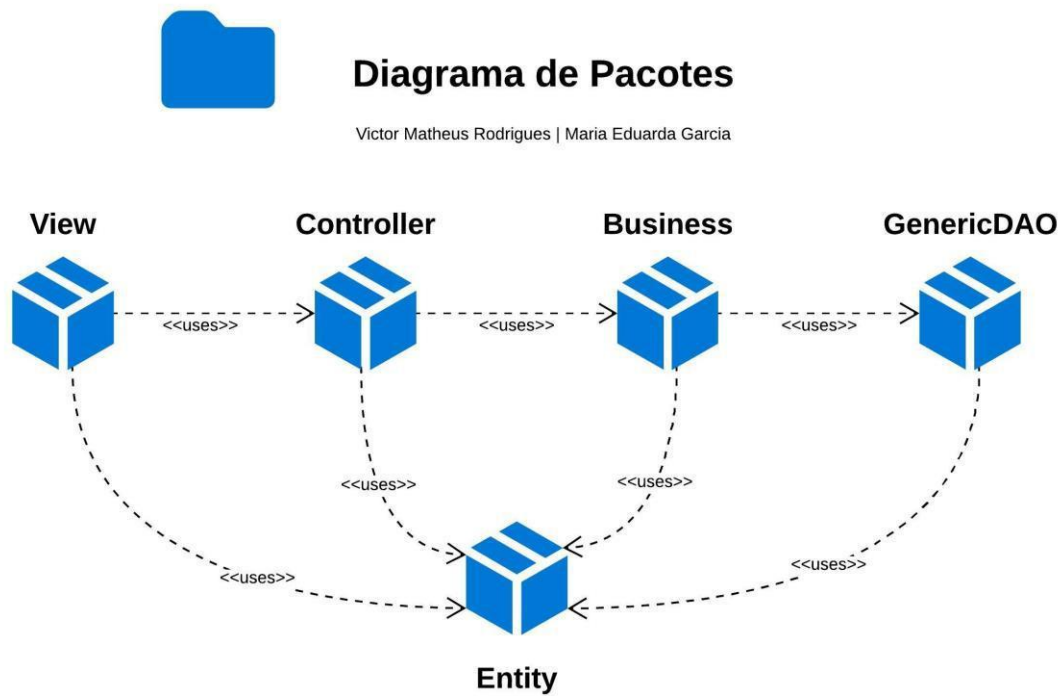 Diagrama de Pacotes
Victor Matheus Rodrigues | Maria Eduarda Garcia
View
Controller
Business
GenericDAO
<<uses>>
<<uses>>
<<uses>>
<<uses>>
<<uses>>
<<uses>>
<<uses>>
Entity